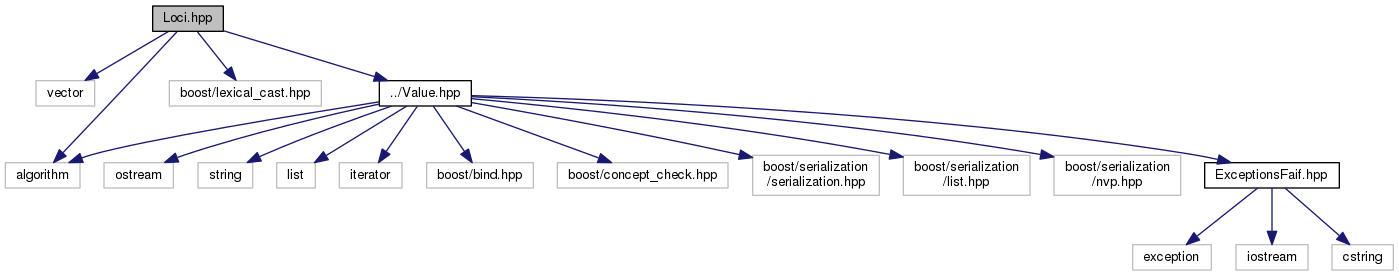 Loci.hpp
vector
boost/lexical_cast.hpp
../Value.hpp
algorithm
ostream
string
list
iterator
boost/bind.hpp
boost/concept_check.hpp
boost/serialization
/serialization.hpp
boost/serialization
/list.hpp
boost/serialization
/nvp.hpp
ExceptionsFaif.hpp
exception
iostream
cstring